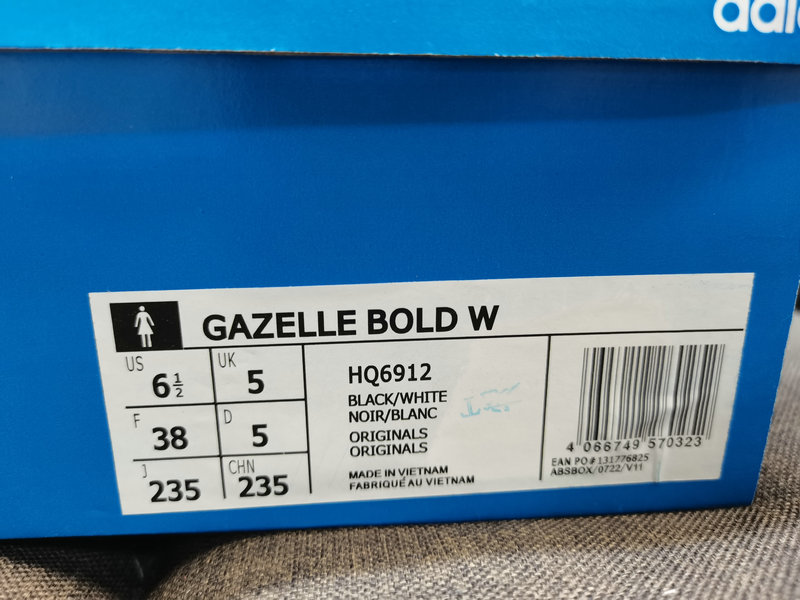 adi
GAZELLE BOLD W
US 6½ UK 5
F 38 D 5
J 235 CHN 235
HQ6912
BLACK/WHITE
NOIR/BLANC
ORIGINALS
ORIGINALS
MADE IN VIETNAM
FABRIQUÉ AU VIETNAM
4 066749 570323
EAN PO# 131776825
ABSBOX/0722/V11